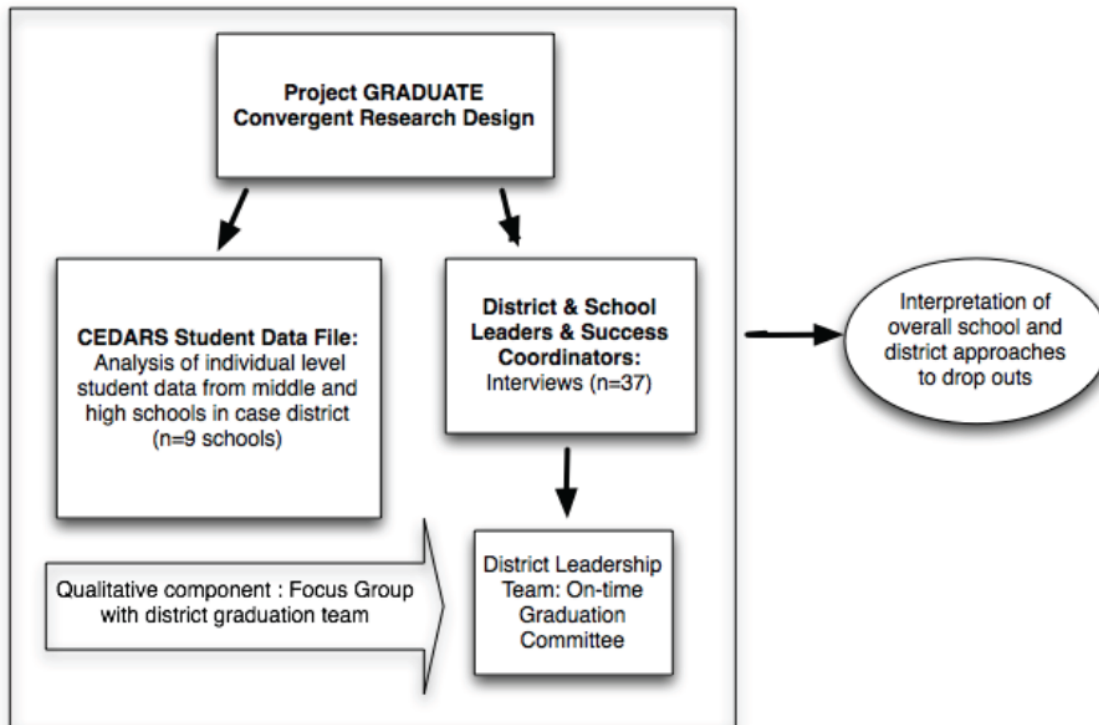 Project GRADUATE
Convergent Research Design
CEDARS Student Data File:
Analysis of individual level
student data from middle and
high schools in case district
(n=9 schools)
District & School
Leaders & Success
Coordinators:
Interviews (n=37)
Interpretation of
overall school and
district approaches
to drop outs
Qualitative component : Focus Group
with district graduation team
District Leadership
Team: On-time
Graduation
Committee